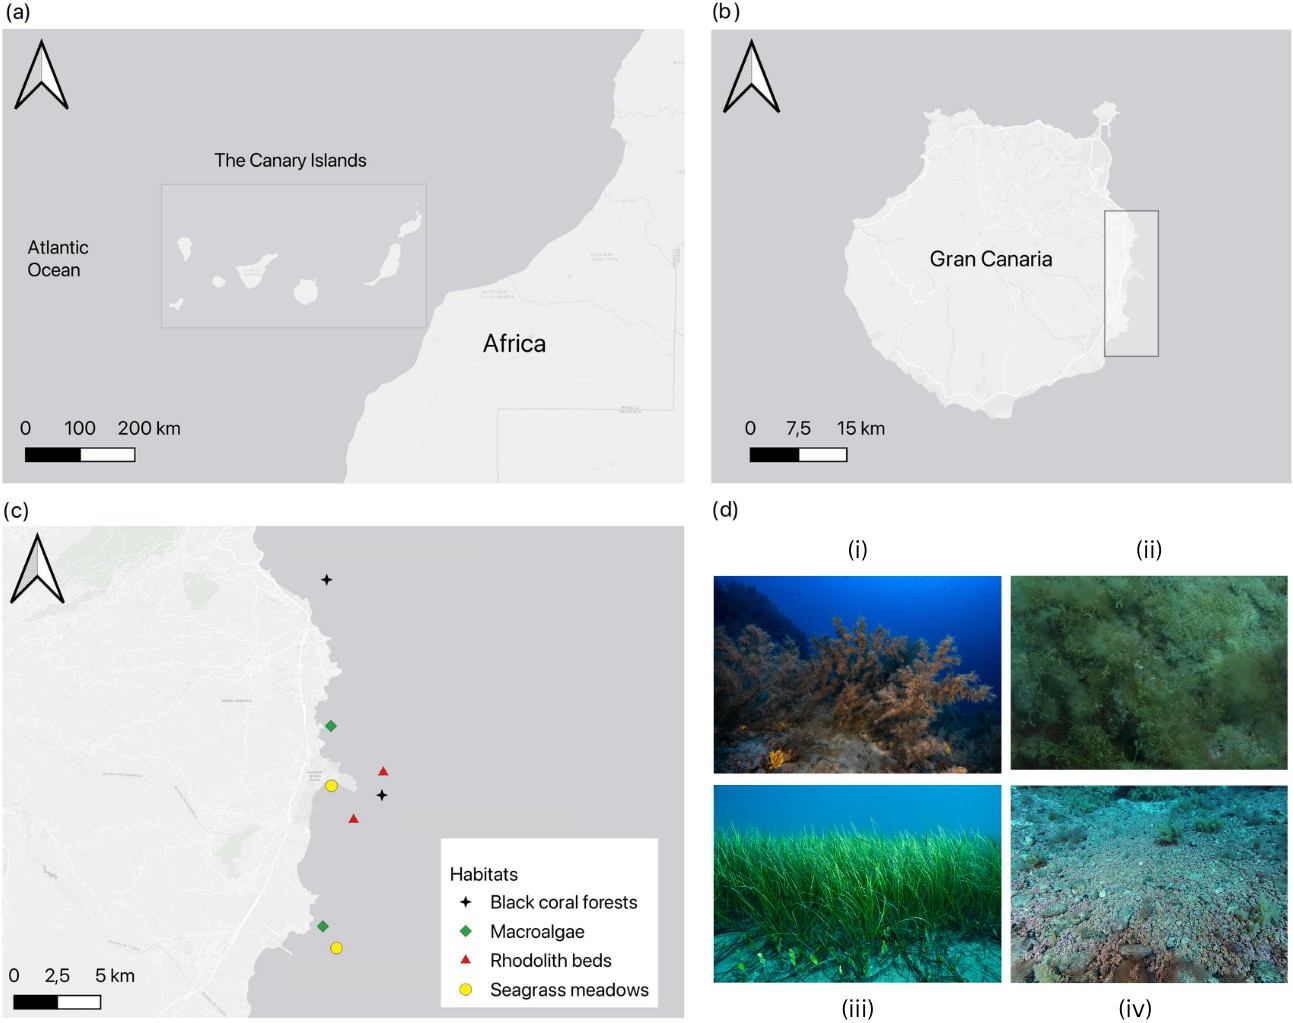 (a)
The Canary Islands
Atlantic
Ocean
Africa
0 100 200 km
(b)
Gran Canaria
0 7,5 15 km
(c)
Habitats
Black coral forests
Macroalgae
Rhodolith beds
Seagrass meadows
0 2,5 5 km
(d)
(i)
(ii)
(iii)
(iv)